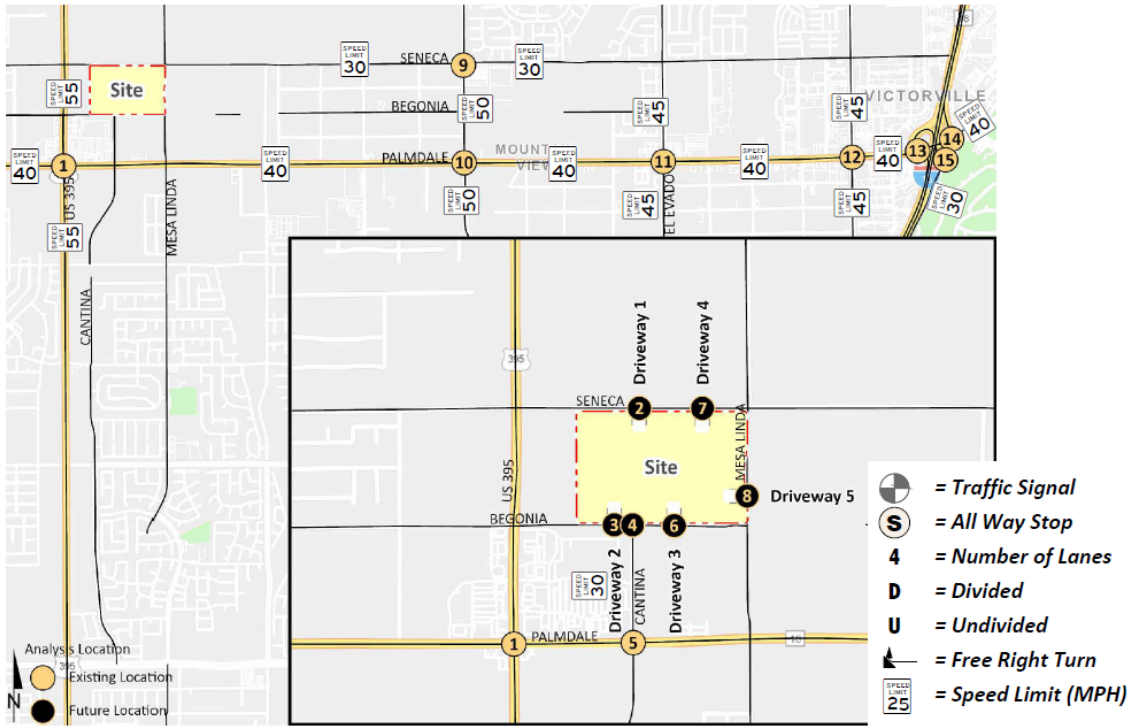 18
SPEED LIMIT 30
SENECA
9
SPEED LIMIT 30
Site
SPEED LIMIT 55
BEGONIA
SPEED LIMIT 50
SPEED LIMIT 45
SPEED LIMIT 45
VICTORVILLE
SPEED LIMIT 40
SPEED LIMIT 40
1
SPEED LIMIT 40
PALMDALE
10
MOUNT
VIEW
SPEED LIMIT 40
11
SPEED LIMIT 40
12
SPEED LIMIT 40
13
14
15
US 395
MESA LINDA
SPEED LIMIT 50
SPEED LIMIT 45
EL EVADO
SPEED LIMIT 45
SPEED LIMIT 30
SPEED LIMIT 55
CANTINA
395
Driveway 1
Driveway 4
SENECA
2
7
MESA LINDA
US 395
Site
8
Driveway 5
BEGONIA
3
4
6
Driveway 2
SPEED LIMIT 30
CANTINA
Driveway 3
1
PALMDALE
5
18
Analysis Location
395
Existing Location
Future Location
N
= Traffic Signal
S = All Way Stop
4 = Number of Lanes
D = Divided
U = Undivided
= Free Right Turn
SPEED LIMIT 25 = Speed Limit (MPH)